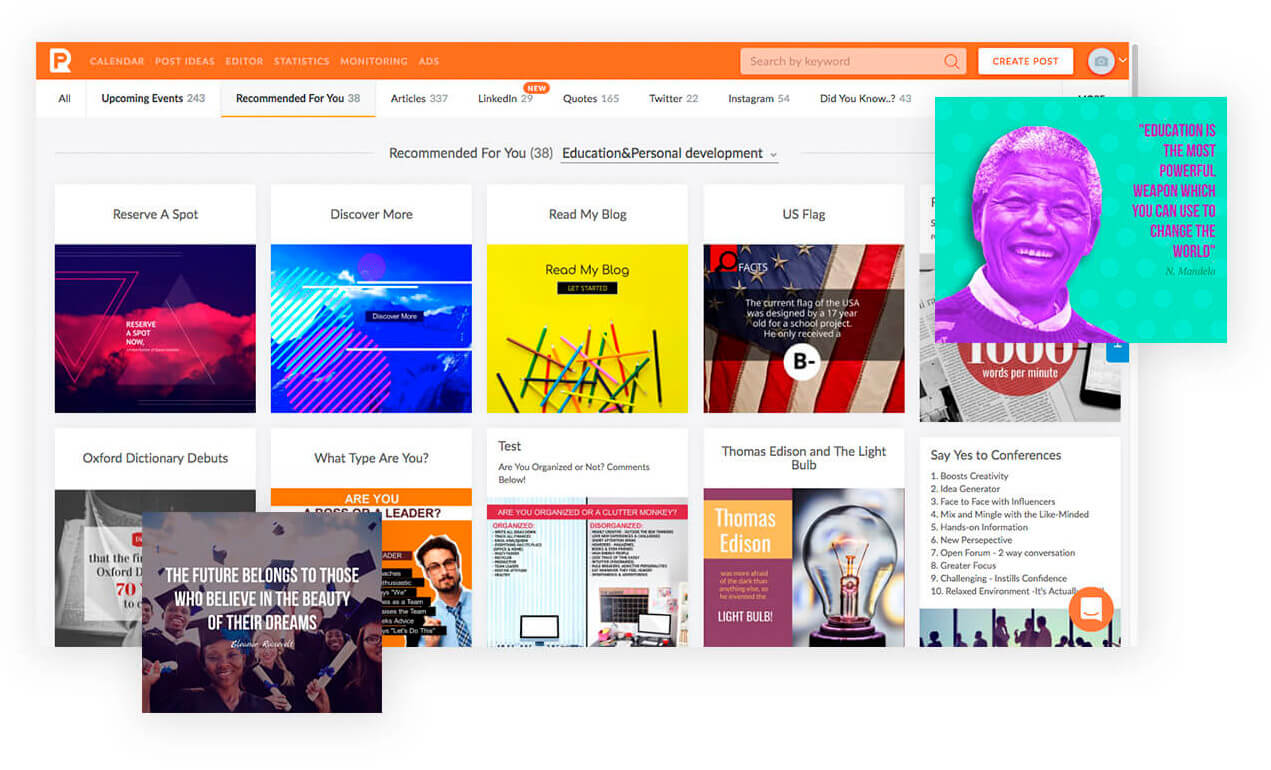 CALENDAR POST IDEAS EDITOR STATISTICS MONITORING ADS
Search by keyword
CREATE POST
All
Upcoming Events 243
Recommended For You 38
Articles 337
LinkedIn 29
NEW
Quotes 165
Twitter 22
Instagram 54
Did You Know..? 43
Recommended For You (38) Education&Personal development
"EDUCATION IS
THE MOST
POWERFUL
WEAPON WHICH
YOU CAN USE TO
CHANGE THE
WORLD"
N. Mandela
Reserve A Spot
RESERVE
A SPOT
NOW,
Discover More
Discover More
Read My Blog
Read My Blog
GET STARTED
US Flag
FACTS
The current flag of the USA
was designed by a 17 year
old for a school project.
He only received a
B-
1000
words per minute
Oxford Dictionary Debuts
that the fi
Oxford D
70
to c
THE FUTURE BELONGS TO THOSE
WHO BELIEVE IN THE BEAUTY
OF THEIR DREAMS
Eleanor Roosevelt
What Type Are You?
ARE YOU
A BOSS OR A LEADER?
LEADER
Enthusiastic
Says "We"
Raises the Team
Seeks Advice
Says "Let's Do This"
Test
Are You Organized or Not? Comments
Below!
ARE YOU ORGANIZED OR A CLUTTER MONKEY?
ORGANIZED:
DISORGANIZED:
Thomas Edison and The Light
Bulb
Thomas
Edison
was more afraid
of the dark than
anything else, so
he invented the
LIGHT BULB!
Say Yes to Conferences
1. Boosts Creativity
2. Idea Generator
3. Face to Face with Influencers
4. Mix and Mingle with the Like-Minded
5. Hands-on Information
6. New Persepective
7. Open Forum - 2 way conversation
8. Greater Focus
9. Challenging - Instills Confidence
10. Relaxed Environment -It's Actuall